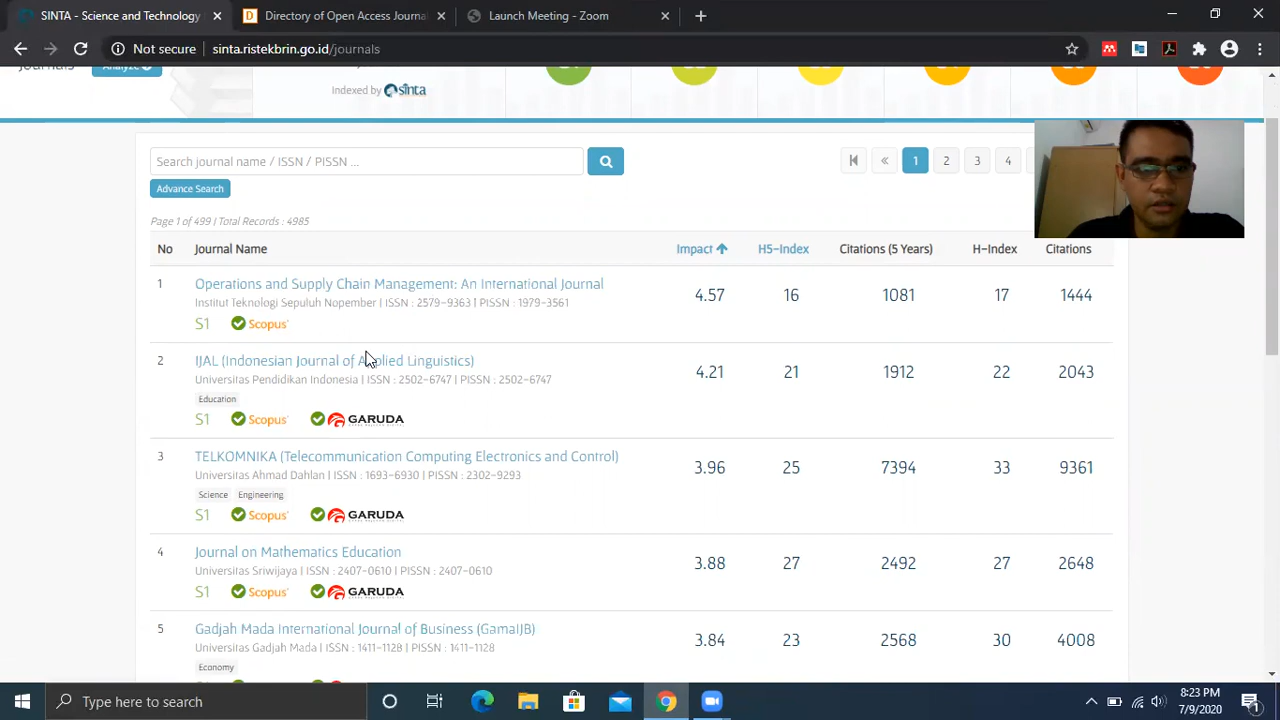 SINTA - Science and Technology
Directory of Open Access Journa
Launch Meeting - Zoom
Not secure
sinta.ristekbrin.go.id/journals
Journals
Analyze
Indexed by sinta
Search journal name / ISSN / PISSN ...
1 2 3 4
Advance Search
Page 1 of 499 | Total Records : 4985
No Journal Name Impact H5-Index Citations (5 Years) H-Index Citations
1 Operations and Supply Chain Management: An International Journal 4.57 16 1081 17 1444
Institut Teknologi Sepuluh Nopember | ISSN : 2579-9363 | PISSN : 1979-3561
S1 Scopus
2 IJAL (Indonesian Journal of Applied Linguistics) 4.21 21 1912 22 2043
Universitas Pendidikan Indonesia | ISSN : 2502-6747 | PISSN : 2502-6747
Education
S1 Scopus GARUDA
3 TELKOMNIKA (Telecommunication Computing Electronics and Control) 3.96 25 7394 33 9361
Universitas Ahmad Dahlan | ISSN : 1693-6930 | PISSN : 2302-9293
Science Engineering
S1 Scopus GARUDA
4 Journal on Mathematics Education 3.88 27 2492 27 2648
Universitas Sriwijaya | ISSN : 2407-0610 | PISSN : 2407-0610
S1 Scopus GARUDA
5 Gadjah Mada International Journal of Business (GamaIJB) 3.84 23 2568 30 4008
Universitas Gadjah Mada | ISSN : 1411-1128 | PISSN : 1411-1128
Economy
Type here to search
8:23 PM
7/9/2020
1